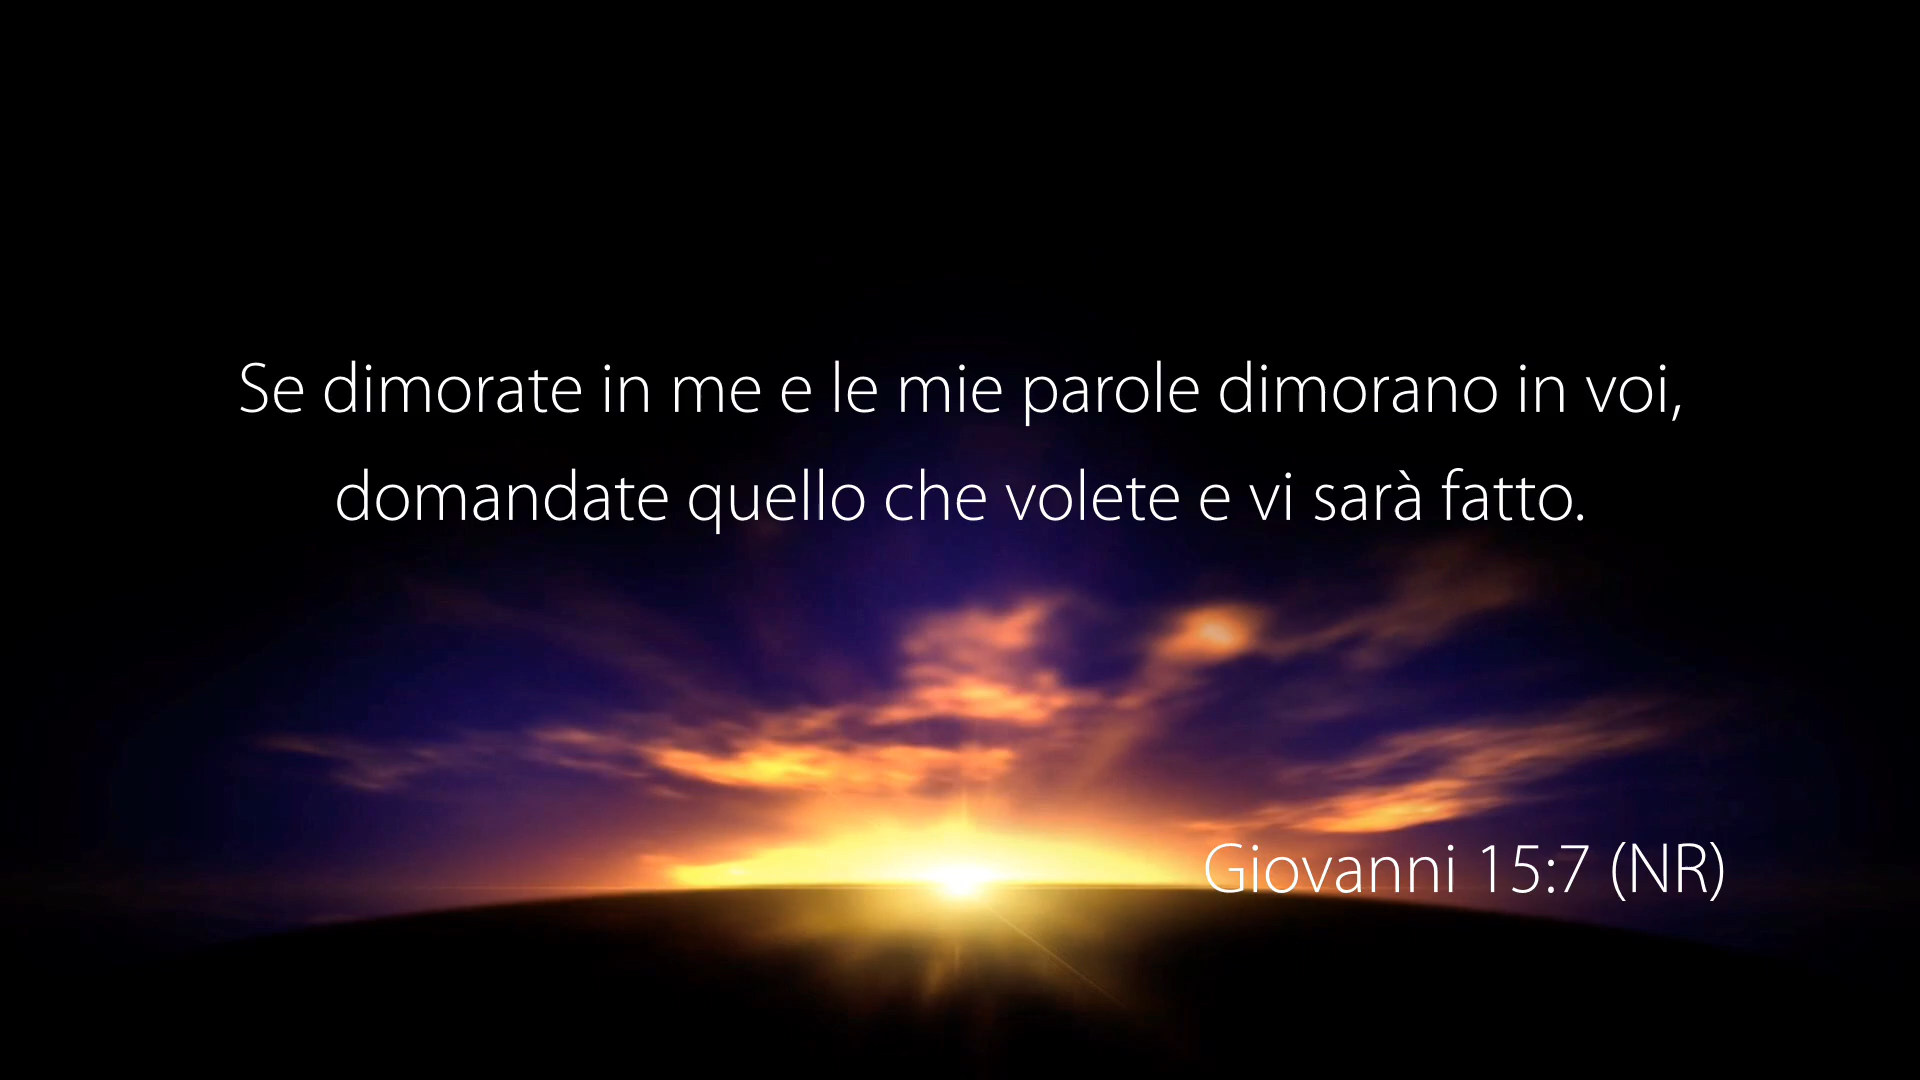 Se dimorate in me e le mie parole dimorano in voi,
domandate quello che volete e vi sarà fatto.
Giovanni 15:7 (NR)